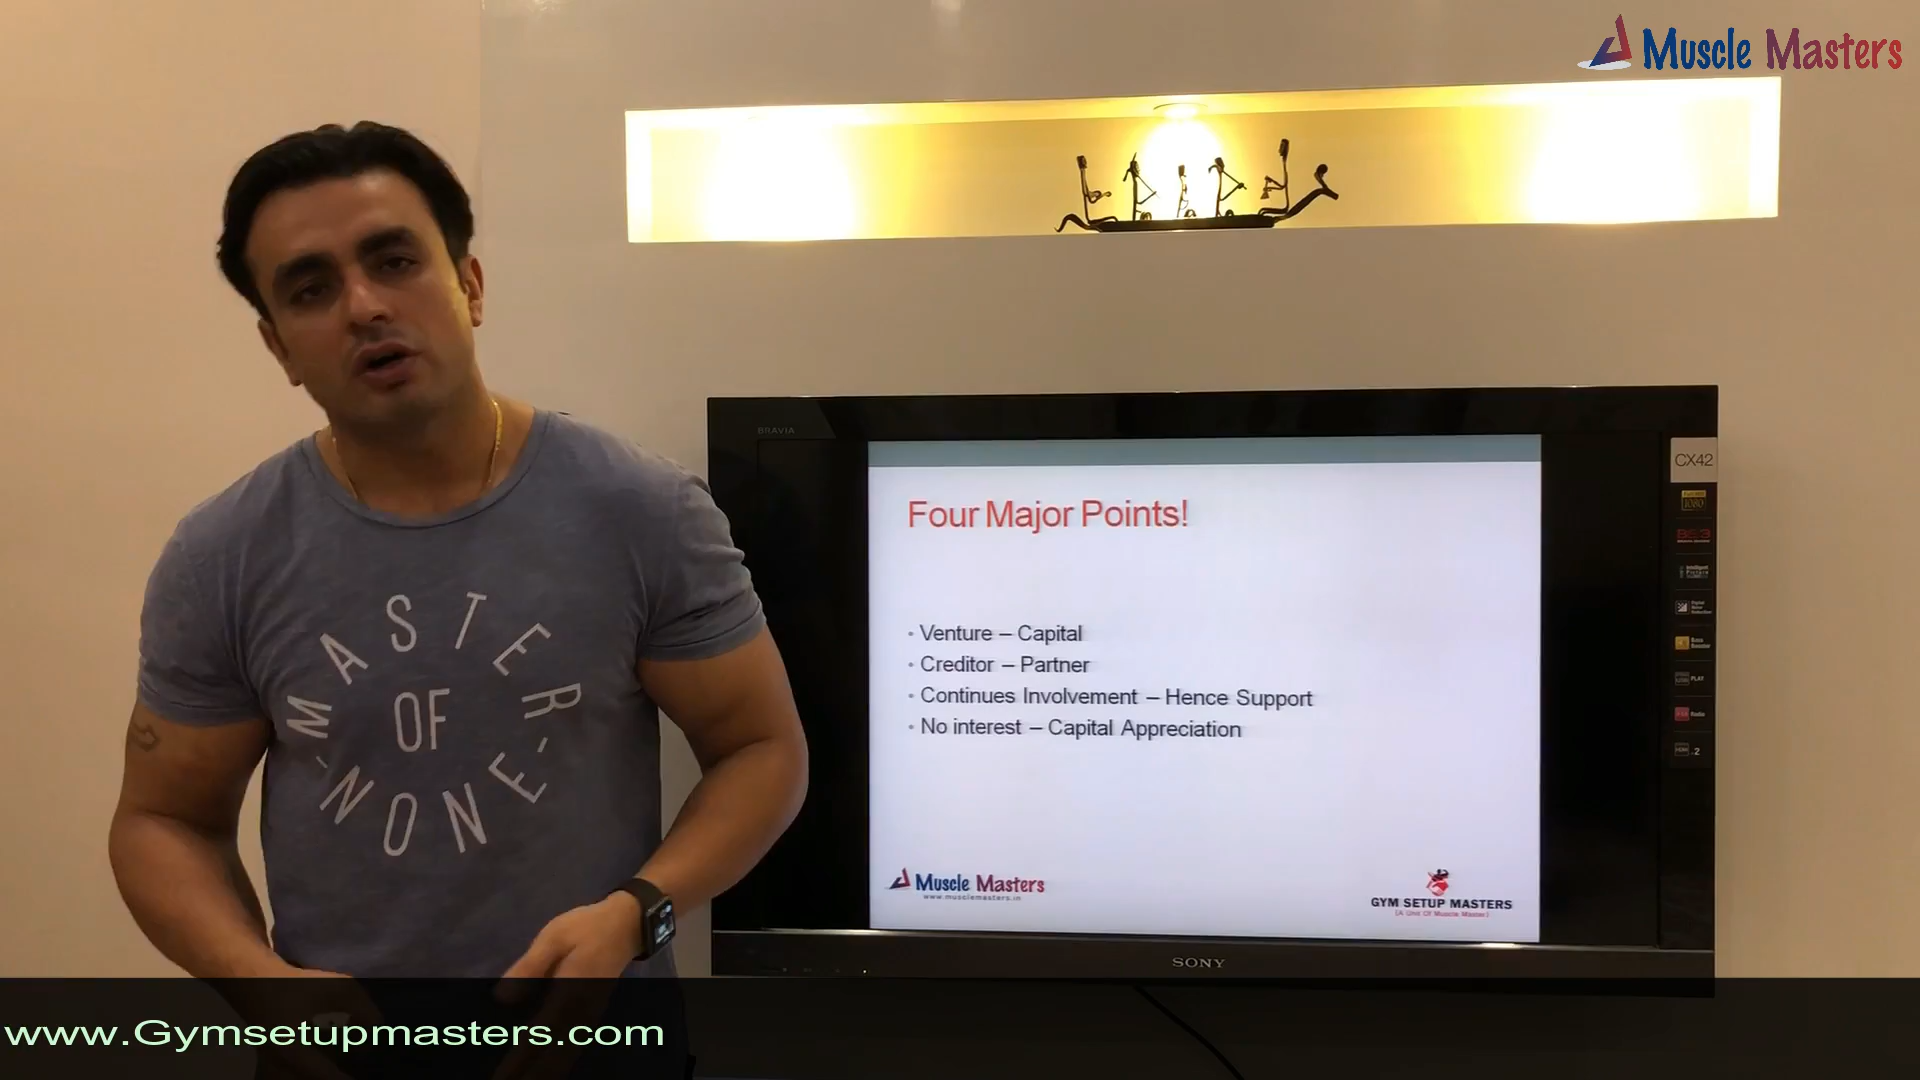 Muscle Masters
BRAVIA
CX42
1080
Four Major Points!
• Venture – Capital
• Creditor – Partner
• Continues Involvement – Hence Support
• No interest – Capital Appreciation
Muscle Masters
www.musclemasters.in
GYM SETUP MASTERS
(A Unit Of Muscle Master)
SONY
MASTER
OF
-NONE-
www.Gymsetupmasters.com